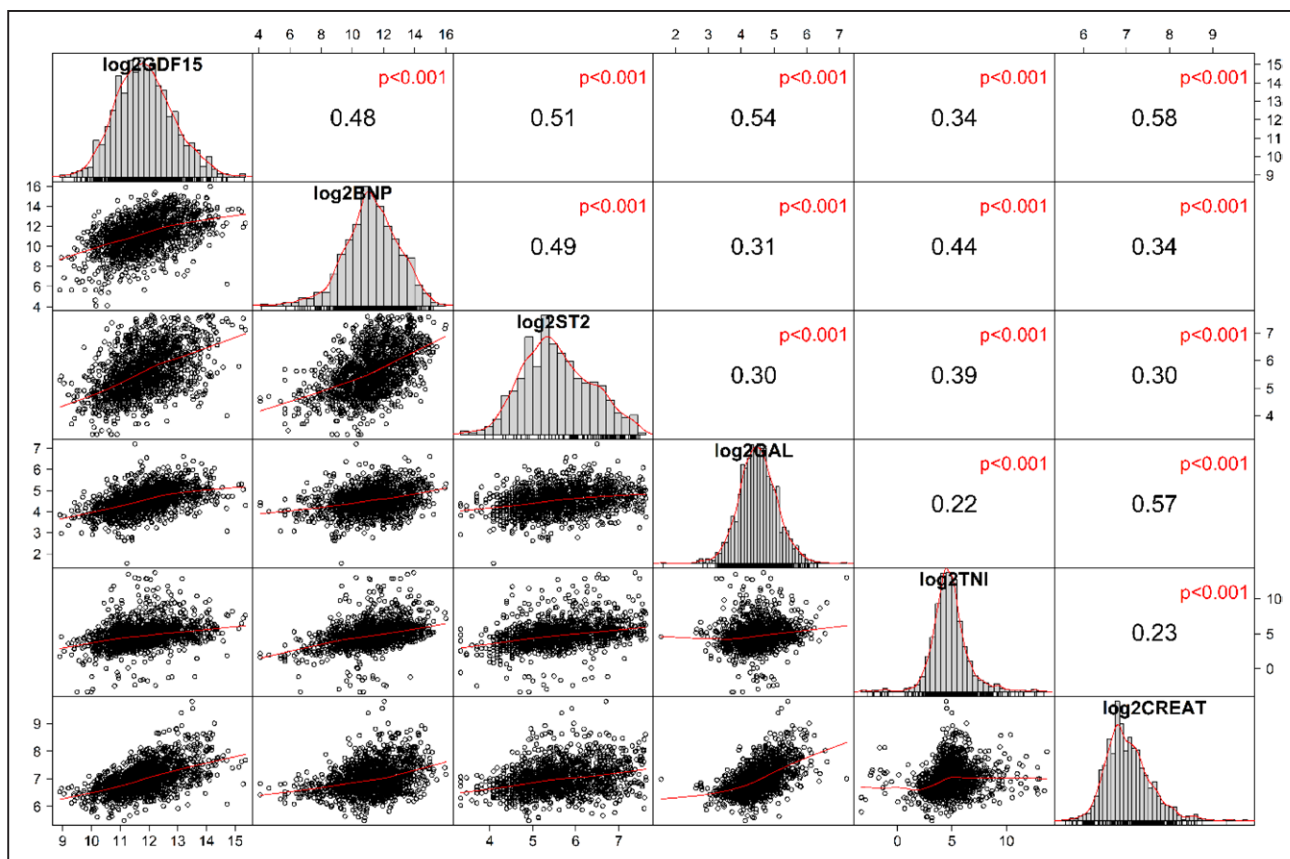 4 6 8 10 12 14 16 2 3 4 5 6 7 6 7 8 9
log2GDF15 p<0.001 p<0.001 p<0.001 p<0.001 p<0.001 15
14
0.48 0.51 0.54 0.34 0.58 13
12
11
10
9
16 log2BNP p<0.001 p<0.001 p<0.001 p<0.001
14
12 0.49 0.31 0.44 0.34
10
8
6
4
log2ST2 p<0.001 p<0.001 p<0.001 7
6
0.30 0.39 0.30 5
4
7 log2GAL p<0.001 p<0.001
6
5 0.22 0.57
4
3
2
log2TNI p<0.001 10
0.23 5
0
9 log2CREAT
8
7
6
9 10 11 12 13 14 15 4 5 6 7 0 5 10